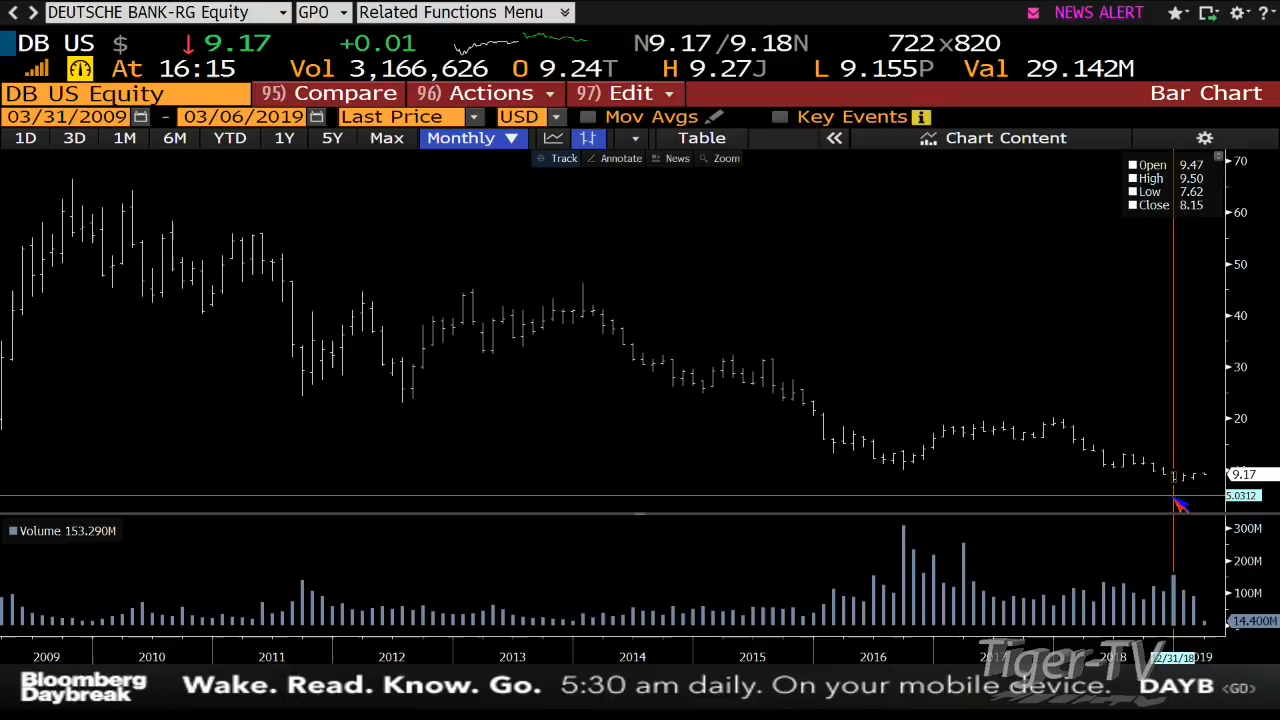 DEUTSCHE BANK-RG Equity GPO Related Functions Menu NEWS ALERT ?
DB US $ ↓ 9.17 +0.01 N9.17 /9.18N 722×820
At 16:15 Vol 3,166,626 O 9.24T H 9.27J L 9.155P Val 29.142M
DB US Equity 95) Compare 96) Actions 97) Edit Bar Chart
03/31/2009 - 03/06/2019 Last Price USD Mov Avgs Key Events
1D 3D 1M 6M YTD 1Y 5Y Max Monthly ▼ Table « Chart Content
Track Annotate News Zoom
Open 9.47
High 9.50
Low 7.62
Close 8.15
70
60
50
40
30
20
9.17
5.0312
Volume 153.290M
300M
200M
100M
14.400M
2009 2010 2011 2012 2013 2014 2015 2016 2017 2018 12/31/18 2019
Tiger-TV
Bloomberg
Daybreak
Wake. Read. Know. Go. 5:30 am daily. On your mobile device. DAYB <GO>